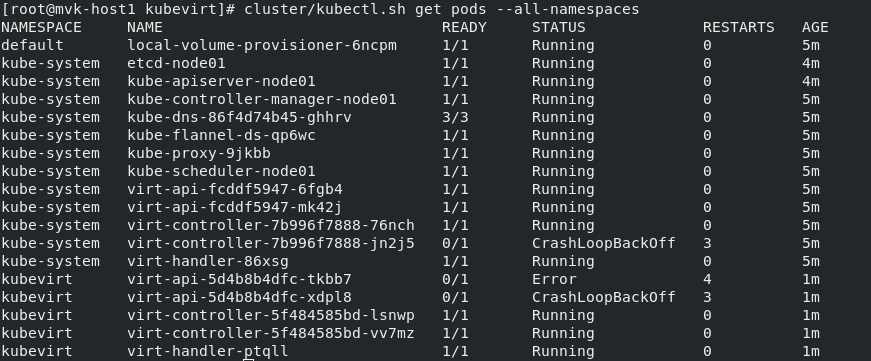 [root@mvk-host1 kubevirt]# cluster/kubectl.sh get pods --all-namespaces
NAMESPACE NAME READY STATUS RESTARTS AGE
default local-volume-provisioner-6ncpm 1/1 Running 0 5m
kube-system etcd-node01 1/1 Running 0 4m
kube-system kube-apiserver-node01 1/1 Running 0 4m
kube-system kube-controller-manager-node01 1/1 Running 0 5m
kube-system kube-dns-86f4d74b45-ghhrv 3/3 Running 0 5m
kube-system kube-flannel-ds-qp6wc 1/1 Running 0 5m
kube-system kube-proxy-9jkbb 1/1 Running 0 5m
kube-system kube-scheduler-node01 1/1 Running 0 5m
kube-system virt-api-fcddf5947-6fgb4 1/1 Running 0 5m
kube-system virt-api-fcddf5947-mk42j 1/1 Running 0 5m
kube-system virt-controller-7b996f7888-76nch 1/1 Running 0 5m
kube-system virt-controller-7b996f7888-jn2j5 0/1 CrashLoopBackOff 3 5m
kube-system virt-handler-86xsg 1/1 Running 0 5m
kubevirt virt-api-5d4b8b4dfc-tkbb7 0/1 Error 4 1m
kubevirt virt-api-5d4b8b4dfc-xdpl8 0/1 CrashLoopBackOff 3 1m
kubevirt virt-controller-5f484585bd-lsnwp 1/1 Running 0 1m
kubevirt virt-controller-5f484585bd-vv7mz 1/1 Running 0 1m
kubevirt virt-handler-ptqll 1/1 Running 0 1m